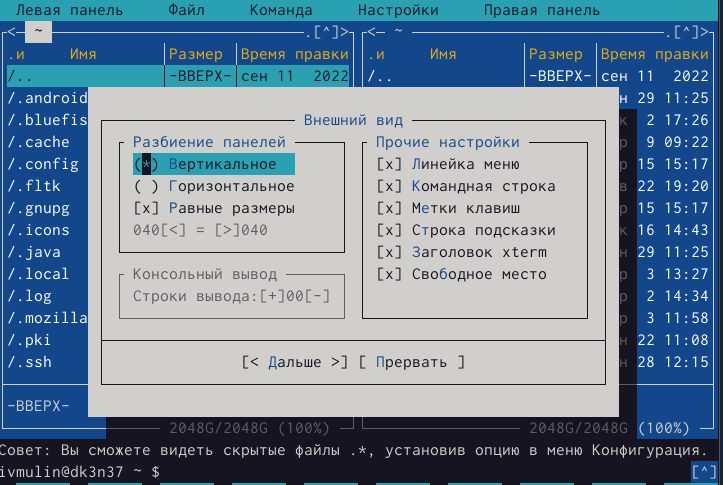 Левая панель Файл Команда Настройки Правая панель
<─ ~ .[^]> <─ ~ .[^]>
.и Имя Размер Время правки .и Имя Размер Время правки
/.. -ВВЕРХ- сен 11 2022 /.. -ВВЕРХ- сен 11 2022
/.android н 29 11:25
/.bluefis к 2 17:26
/.cache н 9 09:22
/.config р 15 15:17
/.fltk в 22 19:20
/.gnupg р 15 15:17
/.icons к 16 14:43
/.java н 29 11:25
/.local р 3 13:27
/.log р 2 14:34
/.mozilla р 3 11:58
/.pki н 22 11:08
/.ssh н 28 12:15
Внешний вид
Разбиение панелей Прочие настройки
(*) Вертикальное [x] Линейка меню
( ) Горизонтальное [x] Командная строка
[x] Равные размеры [x] Метки клавиш
040[<] = [>]040 [x] Строка подсказки
[x] Заголовок xterm
Консольный вывод [x] Свободное место
Строки вывода:[+]00[-]
[< Дальше >] [ Прервать ]
-ВВЕРХ-
2048G/2048G (100%) 2048G/2048G (100%)
Совет: Вы сможете видеть скрытые файлы .*, установив опцию в меню Конфигурация.
ivmulin@dk3n37 ~ $ [^]